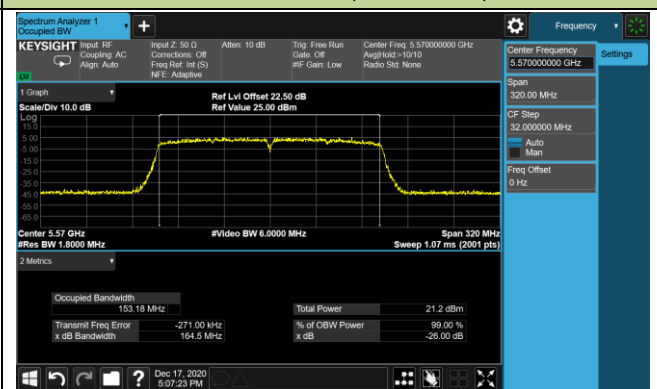 Spectrum Analyzer 1
Occupied BW
+
Frequency
KEYSIGHT
Input: RF
Coupling: AC
Align: Auto
Input Z: 50 Ω
Corrections: Off
Freq Ref: Int (S)
NFE: Adaptive
Atten: 10 dB
Trig: Free Run
Gate: Off
#IF Gain: Low
Center Freq: 5.570000000 GHz
Avg|Hold:>10/10
Radio Std: None
Center Frequency
5.570000000 GHz
Settings
Span
320.00 MHz
CF Step
32.000000 MHz
Auto
Man
Freq Offset
0 Hz
1 Graph
Scale/Div 10.0 dB
Ref Lvl Offset 22.50 dB
Ref Value 25.00 dBm
Log
15.0
5.00
-5.00
-15.0
-25.0
-35.0
-45.0
-55.0
-65.0
Center 5.57 GHz
#Video BW 6.0000 MHz
Span 320 MHz
#Res BW 1.8000 MHz
Sweep 1.07 ms (2001 pts)
2 Metrics
Occupied Bandwidth
153.18 MHz
Total Power 21.2 dBm
Transmit Freq Error -271.00 kHz
% of OBW Power 99.00 %
x dB Bandwidth 164.5 MHz
x dB -26.00 dB
?
Dec 17, 2020
5:07:23 PM